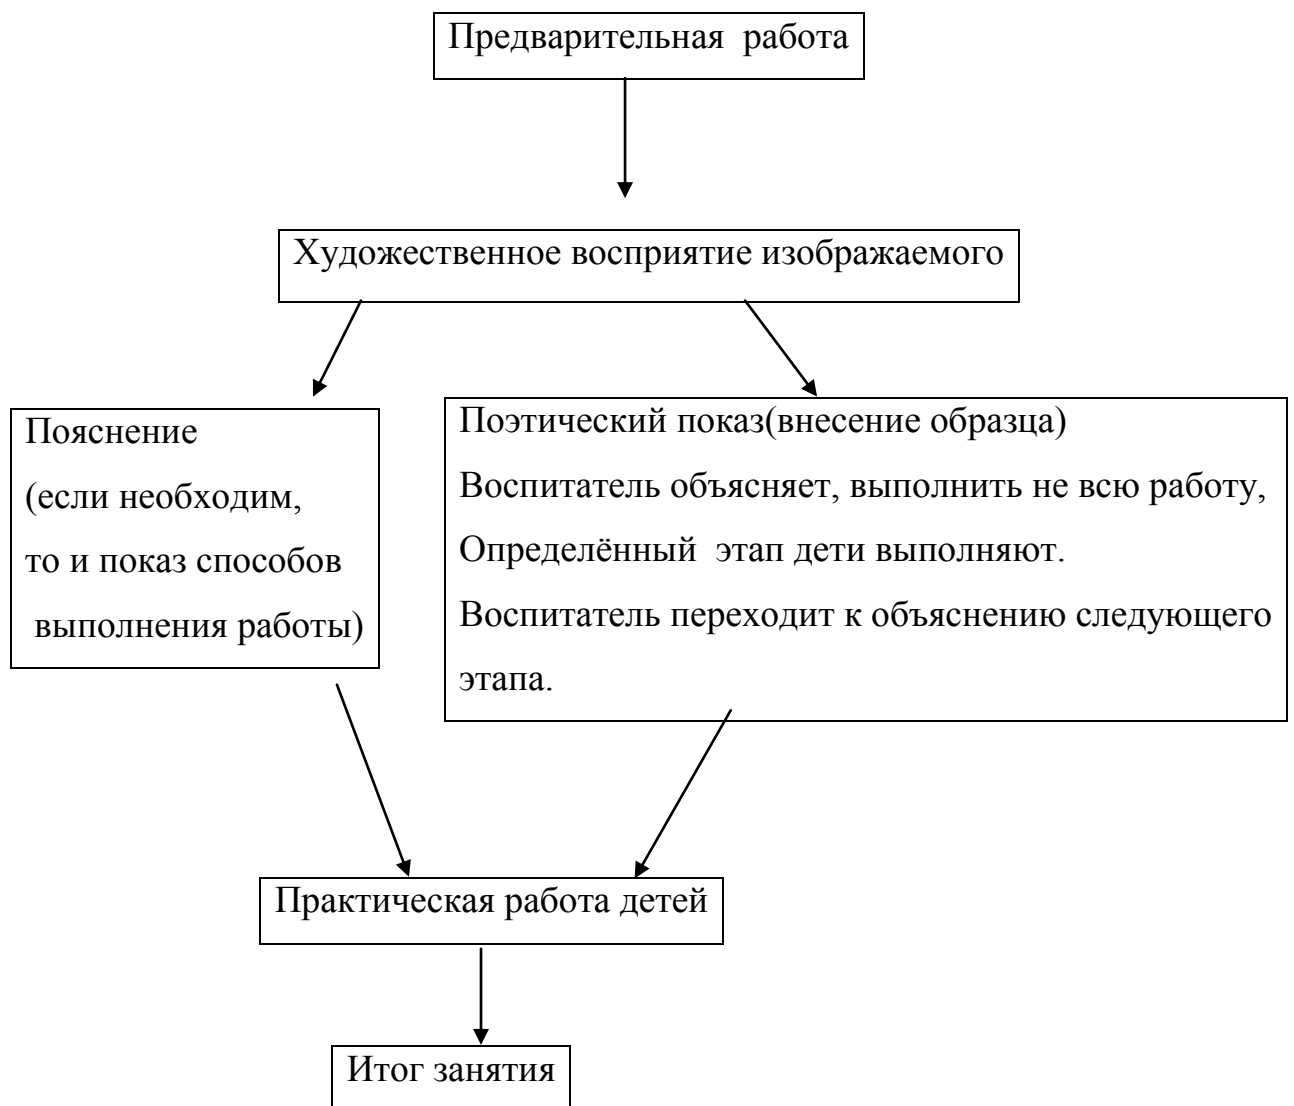 Предварительная работа
Художественное восприятие изображаемого
Пояснение
(если необходим,
то и показ способов
выполнения работы)
Поэтический показ(внесение образца)
Воспитатель объясняет, выполнить не всю работу,
Определённый этап дети выполняют.
Воспитатель переходит к объяснению следующего
этапа.
Практическая работа детей
Итог занятия